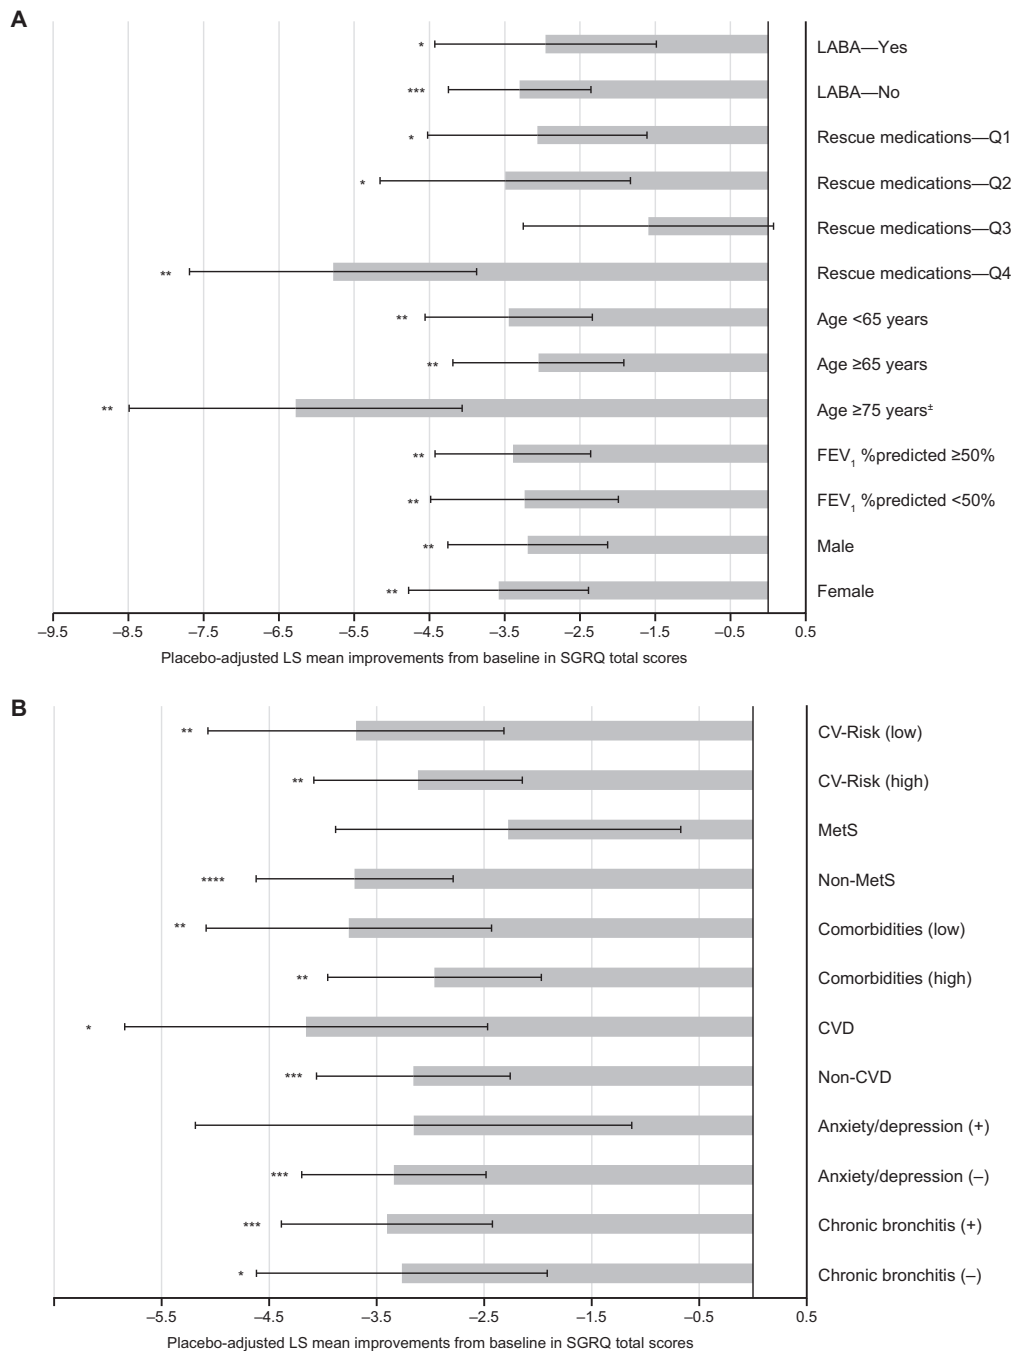 A
* LABA—Yes
*** LABA—No
* Rescue medications—Q1
* Rescue medications—Q2
Rescue medications—Q3
** Rescue medications—Q4
** Age <65 years
** Age ≥65 years
** Age ≥75 years±
** FEV1 %predicted ≥50%
** FEV1 %predicted <50%
** Male
** Female
–9.5 –8.5 –7.5 –6.5 –5.5 –4.5 –3.5 –2.5 –1.5 –0.5 0.5
Placebo-adjusted LS mean improvements from baseline in SGRQ total scores
B
** CV-Risk (low)
** CV-Risk (high)
MetS
**** Non-MetS
** Comorbidities (low)
** Comorbidities (high)
* CVD
*** Non-CVD
Anxiety/depression (+)
*** Anxiety/depression (–)
*** Chronic bronchitis (+)
* Chronic bronchitis (–)
–5.5 –4.5 –3.5 –2.5 –1.5 –0.5 0.5
Placebo-adjusted LS mean improvements from baseline in SGRQ total scores